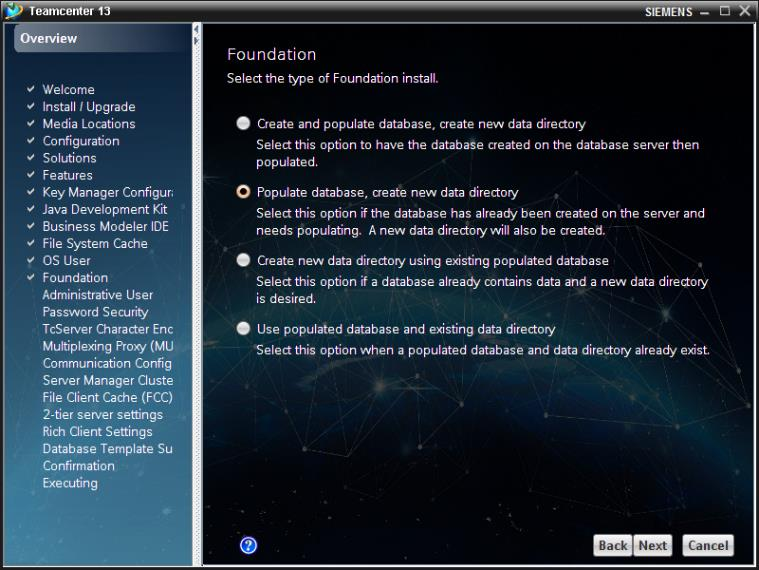 Teamcenter 13
SIEMENS
Overview
Welcome
Install / Upgrade
Media Locations
Configuration
Solutions
Features
Key Manager Configura
Java Development Kit
Business Modeler IDE
File System Cache
OS User
Foundation
Administrative User
Password Security
TcServer Character Enc
Multiplexing Proxy (MU
Communication Config
Server Manager Cluste
File Client Cache (FCC)
2-tier server settings
Rich Client Settings
Database Template Su
Confirmation
Executing
Foundation
Select the type of Foundation install.
Create and populate database, create new data directory
Select this option to have the database created on the database server then
populated.
Populate database, create new data directory
Select this option if the database has already been created on the server and
needs populating. A new data directory will also be created.
Create new data directory using existing populated database
Select this option if a database already contains data and a new data directory
is desired.
Use populated database and existing data directory
Select this option when a populated database and data directory already exist.
?
Back Next Cancel